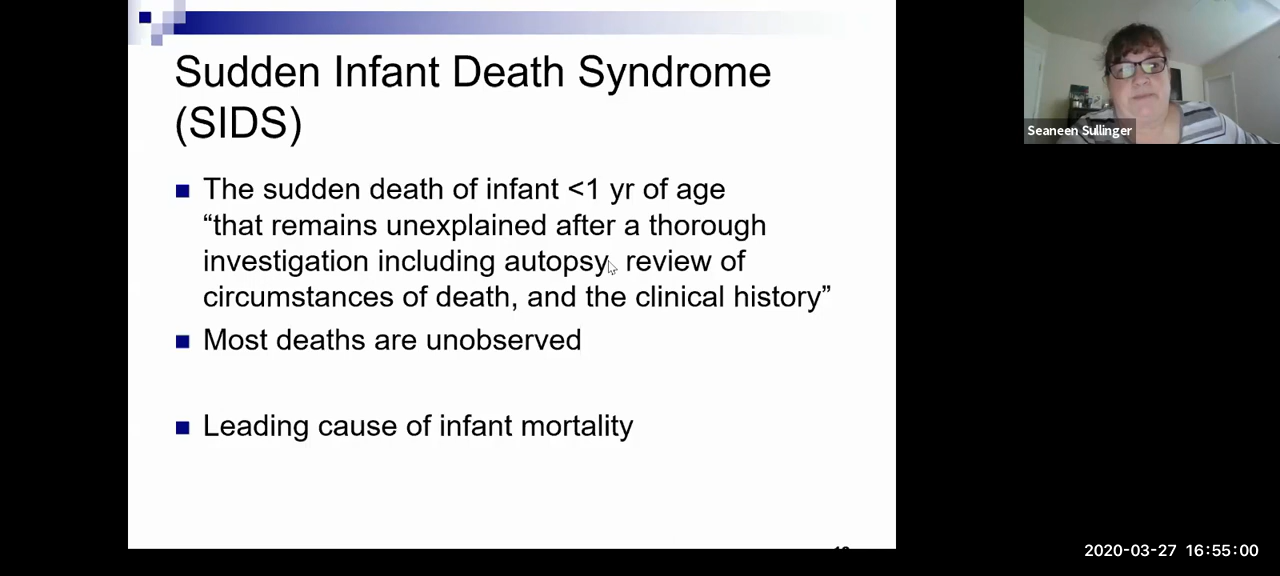 Sudden Infant Death Syndrome
(SIDS)
The sudden death of infant <1 yr of age
“that remains unexplained after a thorough
investigation including autopsy, review of
circumstances of death, and the clinical history”
Most deaths are unobserved
Leading cause of infant mortality
Seaneen Sullinger
2020-03-27 16:55:00